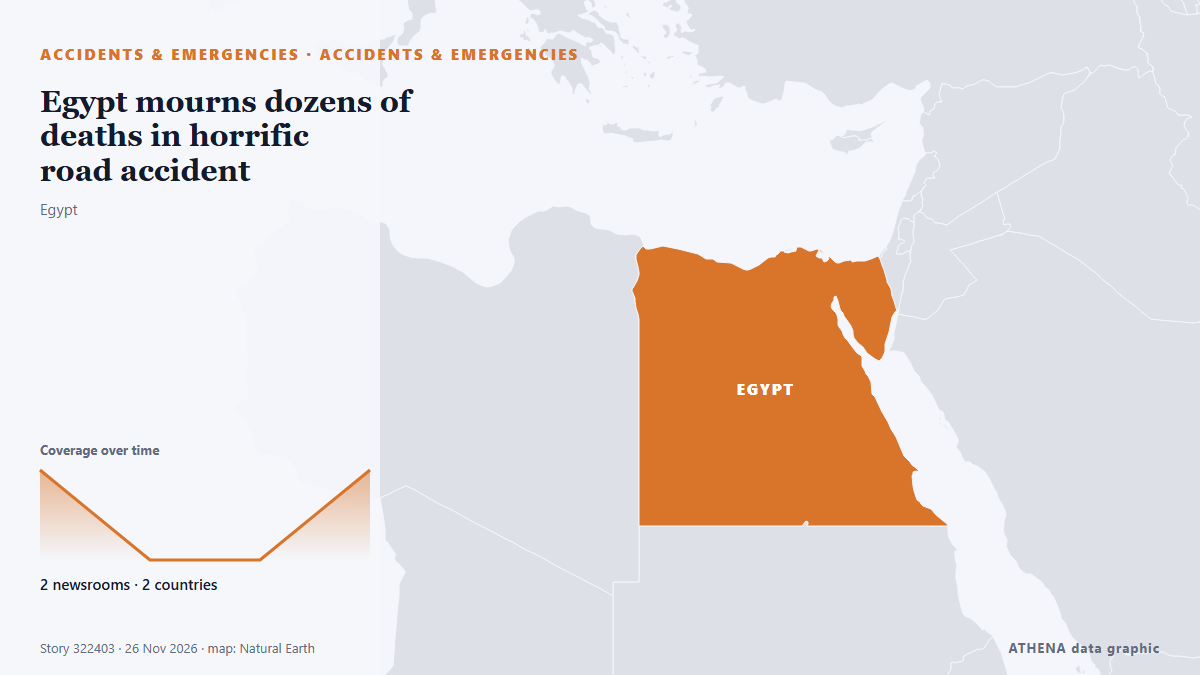 ACCIDENTS & EMERGENCIES · ACCIDENTS & EMERGENCIES
Egypt mourns dozens of
deaths in horrific
road accident
Egypt
EGYPT
Coverage over time
2 newsrooms · 2 countries
Story 322403 · 26 Nov 2026 · map: Natural Earth
ATHENA data graphic